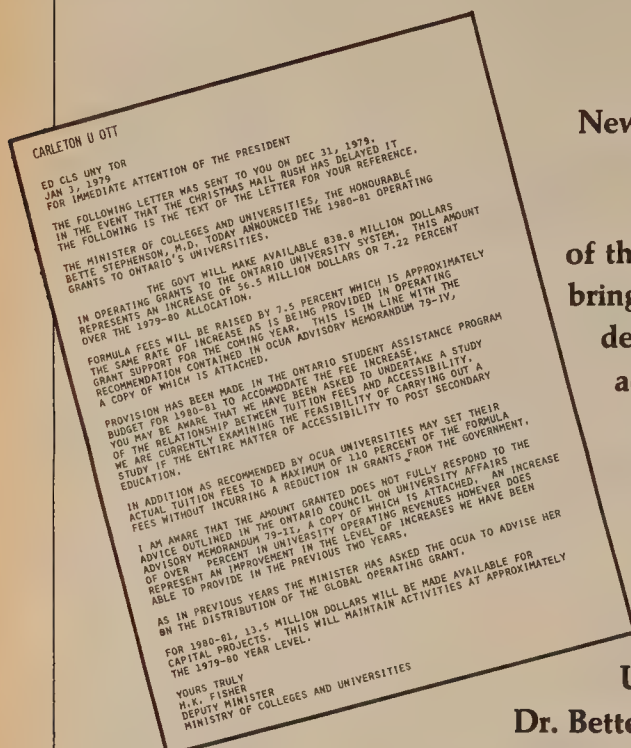 CARLETON U OTT
ED CLS UNY TOR
JAN 3, 1979
FOR IMMEDIATE ATTENTION OF THE PRESIDENT
THE FOLLOWING LETTER WAS SENT TO YOU ON DEC 31, 1979.
IN THE EVENT THAT THE CHRISTMAS MAIL RUSH HAS DELAYED IT
THE FOLLOWING IS THE TEXT OF THE LETTER FOR YOUR REFERENCE.
THE MINISTER OF COLLEGES AND UNIVERSITIES, THE HONOURABLE
BETTE STEPHENSON, M.D. TODAY ANNOUNCED THE 1980-81 OPERATING
GRANTS TO ONTARIO'S UNIVERSITIES.
THE GOVT WILL MAKE AVAILABLE 838.8 MILLION DOLLARS
IN OPERATING GRANTS TO THE ONTARIO UNIVERSITY SYSTEM. THIS AMOUNT
REPRESENTS AN INCREASE OF 56.5 MILLION DOLLARS OR 7.22 PERCENT
OVER THE 1979-80 ALLOCATION.
FORMULA FEES WILL BE RAISED BY 7.5 PERCENT WHICH IS APPROXIMATELY
THE SAME RATE OF INCREASE AS IS BEING PROVIDED IN OPERATING
GRANT SUPPORT FOR THE COMING YEAR. THIS IS IN LINE WITH THE
RECOMMENDATION CONTAINED IN OCUA ADVISORY MEMORANDUM 79-IV,
A COPY OF WHICH IS ATTACHED.
PROVISION HAS BEEN MADE IN THE ONTARIO STUDENT ASSISTANCE PROGRAM
BUDGET FOR 1980-81 TO ACCOMMODATE THE FEE INCREASE.
YOU MAY BE AWARE THAT WE HAVE BEEN ASKED TO UNDERTAKE A STUDY
OF THE RELATIONSHIP BETWEEN TUITION FEES AND ACCESSIBILITY.
WE ARE CURRENTLY EXAMINING THE FEASIBILITY OF CARRYING OUT A
STUDY IF THE ENTIRE MATTER OF ACCESSIBILITY TO POST SECONDARY
EDUCATION.
IN ADDITION AS RECOMMENDED BY OCUA UNIVERSITIES MAY SET THEIR
ACTUAL TUITION FEES TO A MAXIMUM OF 110 PERCENT OF THE FORMULA
FEES WITHOUT INCURRING A REDUCTION IN GRANTS FROM THE GOVERNMENT.
I AM AWARE THAT THE AMOUNT GRANTED DOES NOT FULLY RESPOND TO THE
ADVICE OUTLINED IN THE ONTARIO COUNCIL ON UNIVERSITY AFFAIRS
ADVISORY MEMORANDUM 79-II, A COPY OF WHICH IS ATTACHED. AN INCREASE
OF OVER PERCENT IN UNIVERSITY OPERATING REVENUES HOWEVER DOES
REPRESENT AN IMPROVEMENT IN THE LEVEL OF INCREASES WE HAVE BEEN
ABLE TO PROVIDE IN THE PREVIOUS TWO YEARS.
AS IN PREVIOUS YEARS THE MINISTER HAS ASKED THE OCUA TO ADVISE HER
ON THE DISTRIBUTION OF THE GLOBAL OPERATING GRANT.
FOR 1980-81, 13.5 MILLION DOLLARS WILL BE MADE AVAILABLE FOR
CAPITAL PROJECTS. THIS WILL MAINTAIN ACTIVITIES AT APPROXIMATELY
THE 1979-80 YEAR LEVEL.
YOURS TRULY
H.K. FISHER
DEPUTY MINISTER
MINISTRY OF COLLEGES AND UNIVERSITIES
New
of th
bring
de
a
U
Dr. Bette